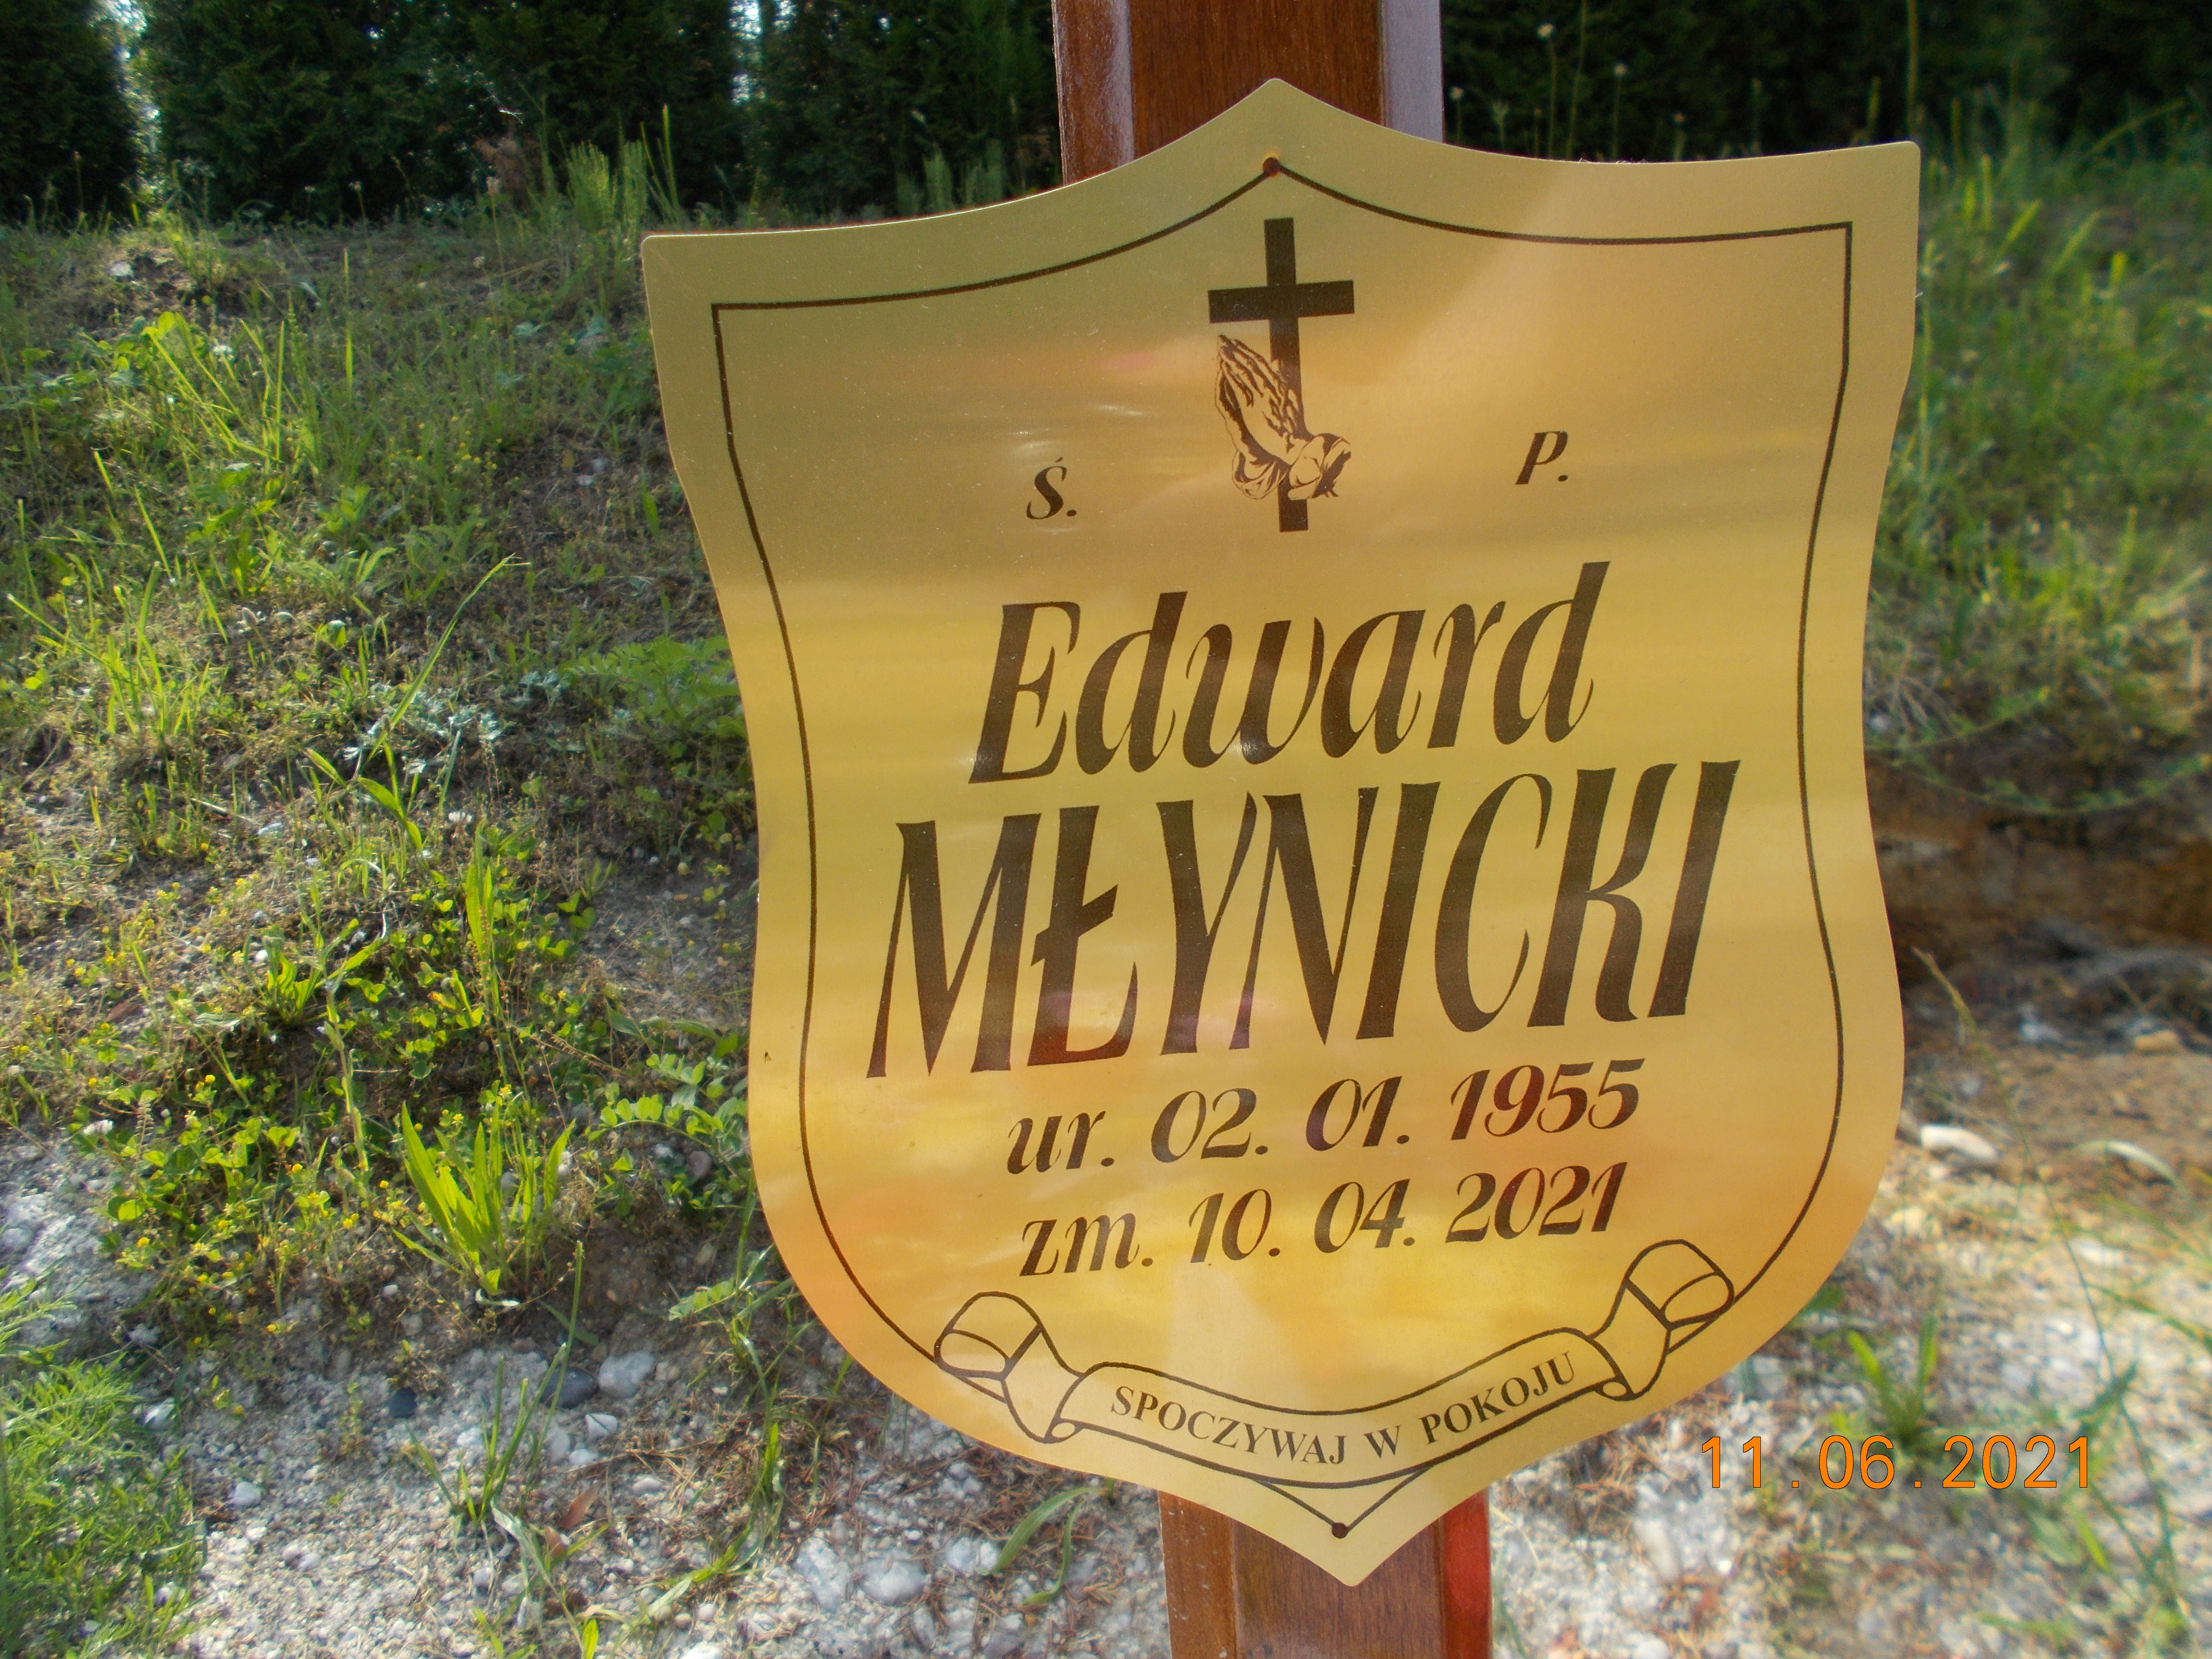 Ś. P.
Edward
MŁYNICKI
ur. 02. 01. 1955
zm. 10. 04. 2021
SPOCZYWAJ W POKOJU
11.06.2021